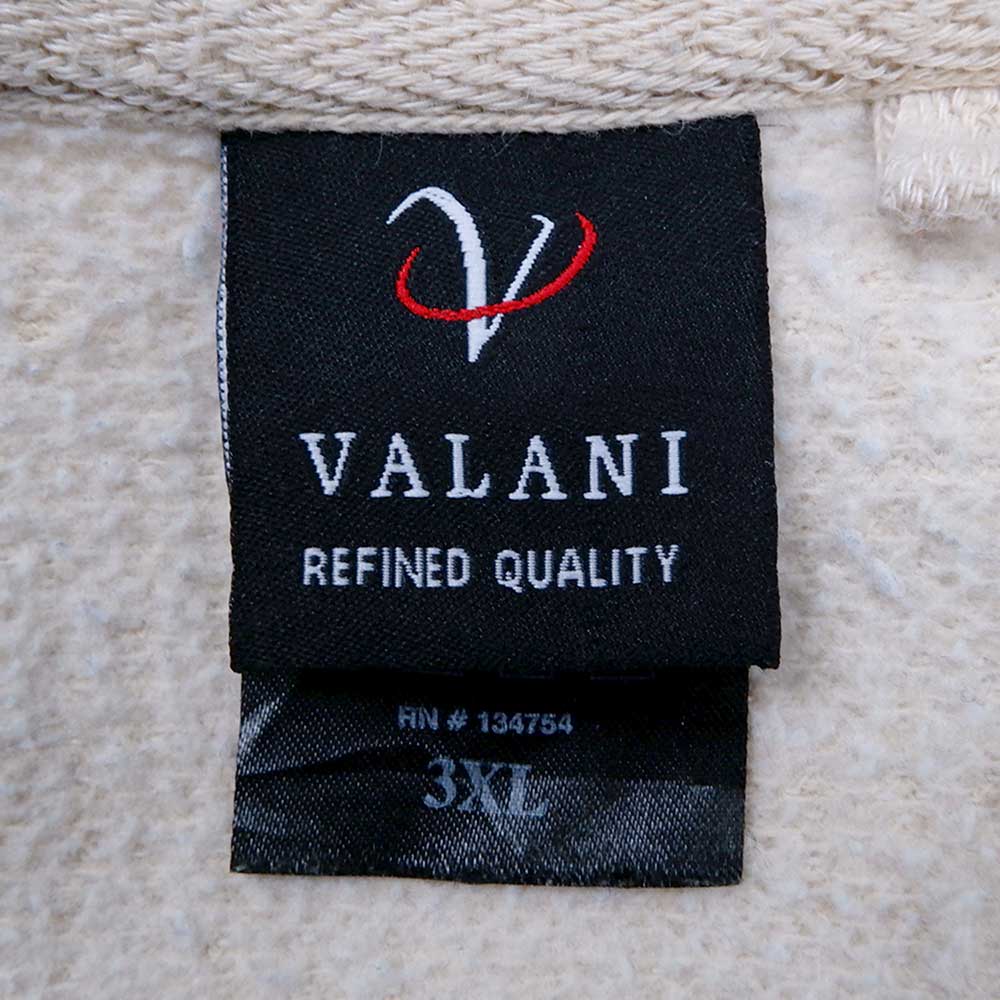 V
VALANI
REFINED QUALITY
RN # 134754
3XL